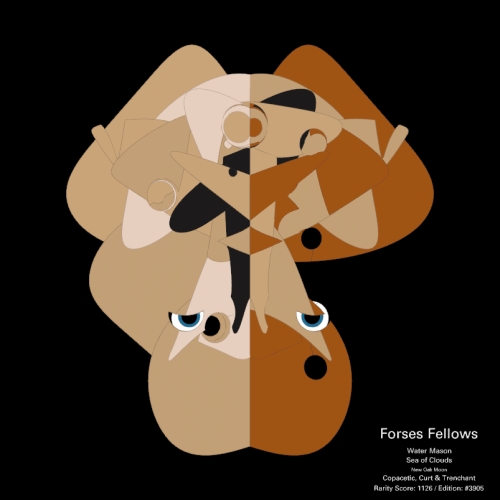 Forses Fellows
Water Mason
Sea of Clouds
New Oak Moon
Copacetic, Curt & Trenchant
Rarity Score: 1126 / Edition: #3905